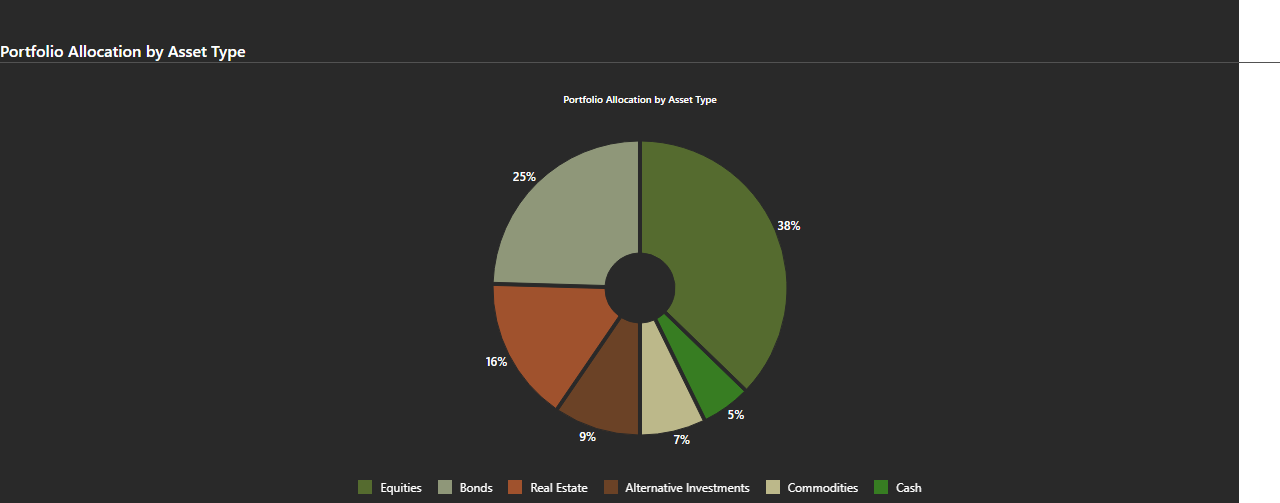 Portfolio Allocation by Asset Type
Portfolio Allocation by Asset Type
25%
38%
16%
5%
9%
7%
Equities Bonds Real Estate Alternative Investments Commodities Cash